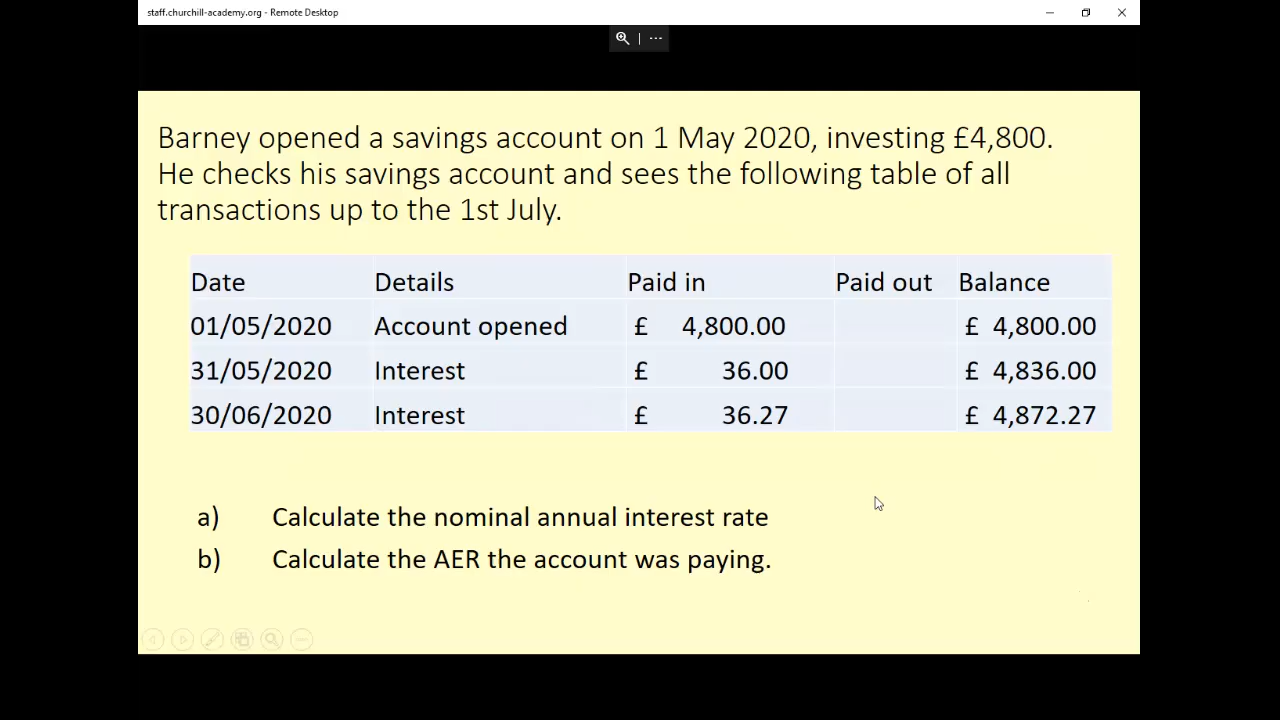 staff.churchill-academy.org - Remote Desktop
Barney opened a savings account on 1 May 2020, investing £4,800.
He checks his savings account and sees the following table of all
transactions up to the 1st July.
Date Details Paid in Paid out Balance
01/05/2020 Account opened £ 4,800.00 £ 4,800.00
31/05/2020 Interest £ 36.00 £ 4,836.00
30/06/2020 Interest £ 36.27 £ 4,872.27
a) Calculate the nominal annual interest rate
b) Calculate the AER the account was paying.